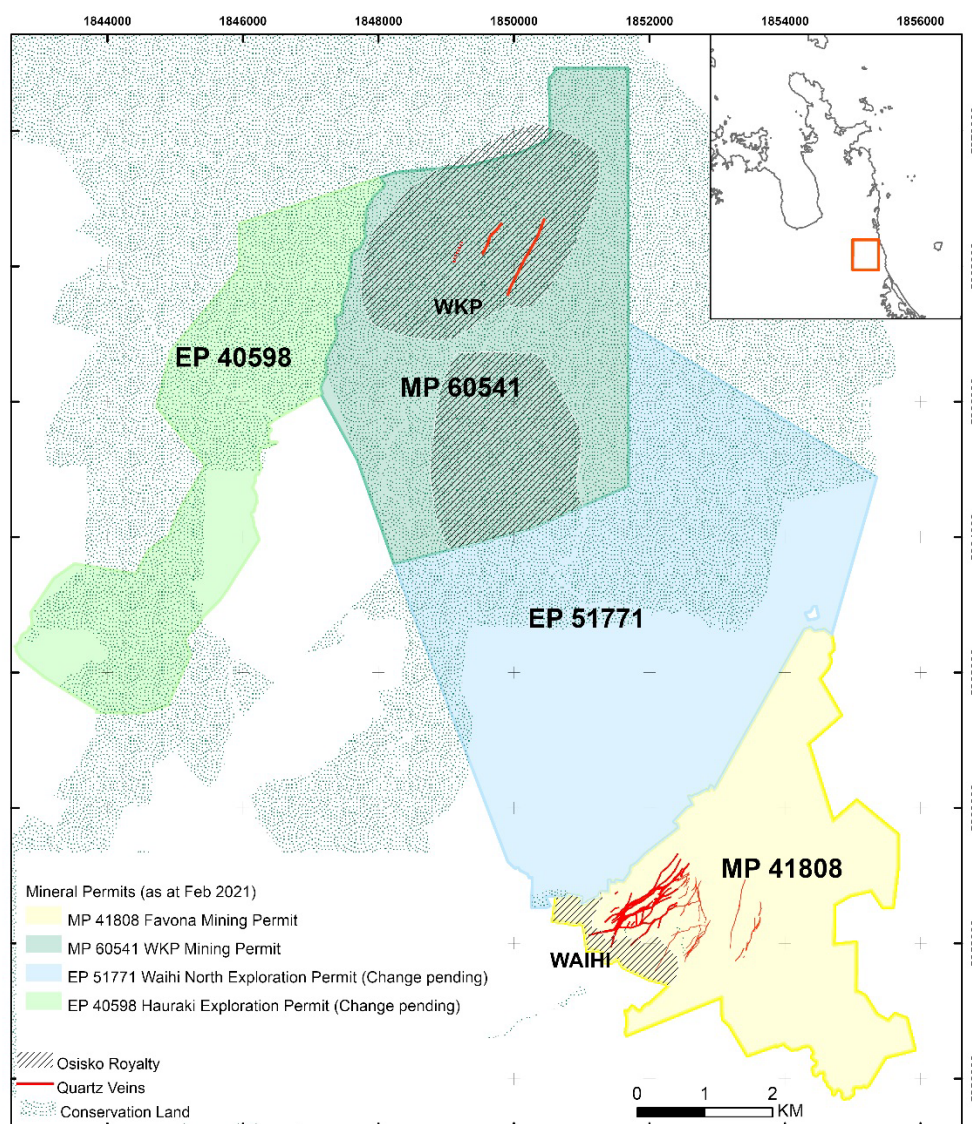 1844000 1846000 1848000 1850000 1852000 1854000 1856000
WKP
EP 40598
MP 60541
EP 51771
MP 41808
WAIHI
Mineral Permits (as at Feb 2021)
MP 41808 Favona Mining Permit
MP 60541 WKP Mining Permit
EP 51771 Waihi North Exploration Permit (Change pending)
EP 40598 Hauraki Exploration Permit (Change pending)
Osisko Royalty
Quartz Veins
Conservation Land
0 1 2
KM